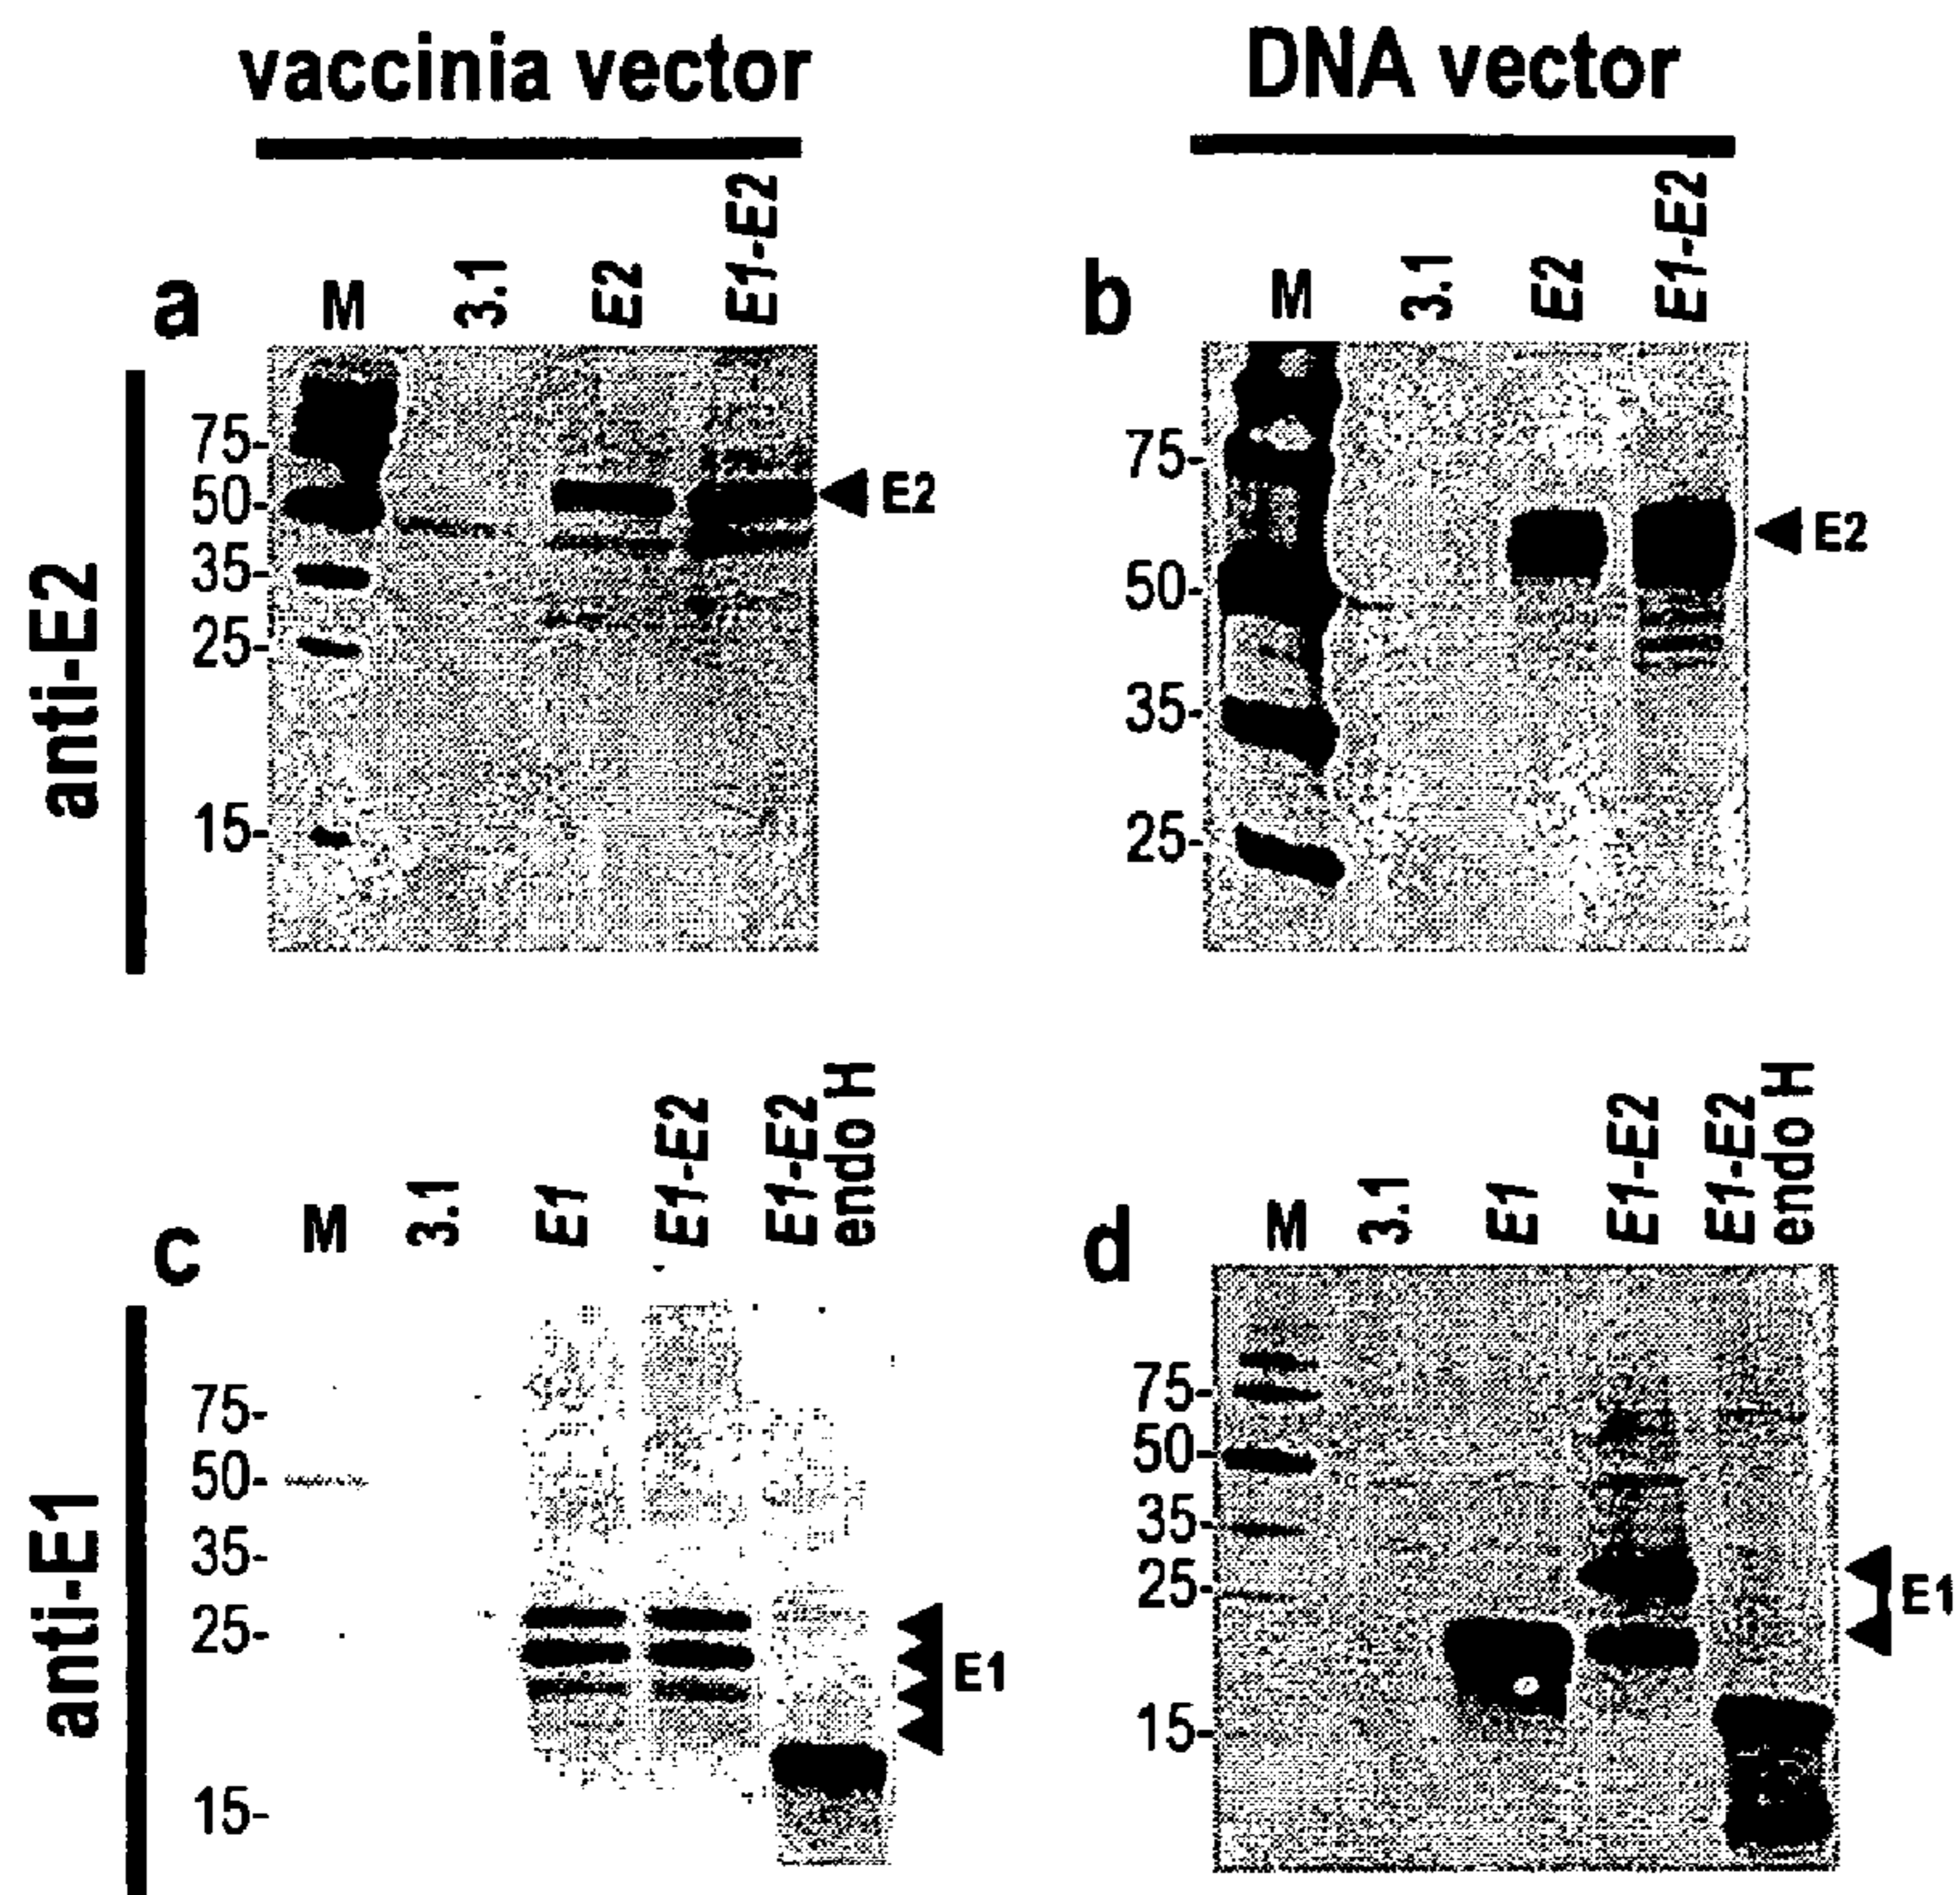 vaccinia vector
DNA vector
anti-E2
a
M
3.1
E2
E1-E2
75-
50-
35-
25-
15-
E2
b
M
3.1
E2
E1-E2
75-
50-
35-
25-
E2
anti-E1
c
M
3.1
E1
E1-E2
E1-E2
endo H
75-
50-
35-
25-
15-
E1
d
M
3.1
E1
E1-E2
E1-E2
endo H
75-
50-
35-
25-
15-
E1